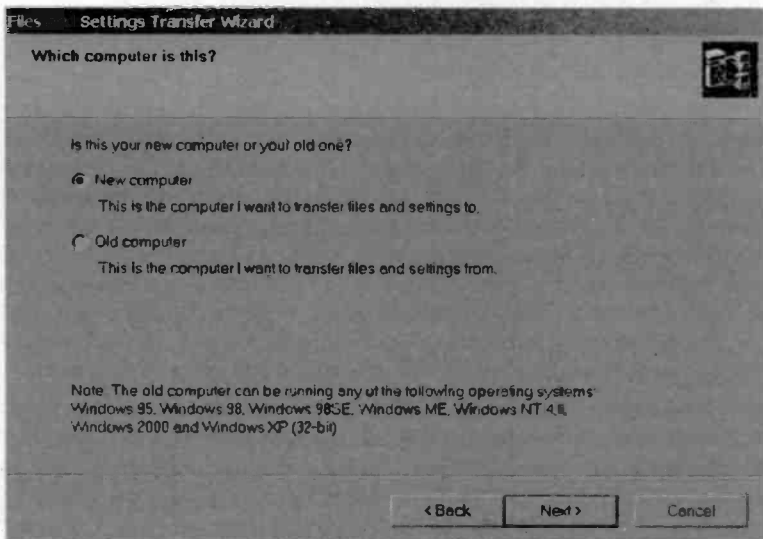 Files Settings Transfer Wizard
Which computer is this?
Is this your new computer or your old one?
New computer
This is the computer I want to transfer files and settings to.
Old computer
This is the computer I want to transfer files and settings from.
Note The old computer can be running any of the following operating systems
Windows 95, Windows 98, Windows 98SE, Windows ME, Windows NT
Windows 2000 and Windows XP (32-bit)
< Back
Next >
Cancel